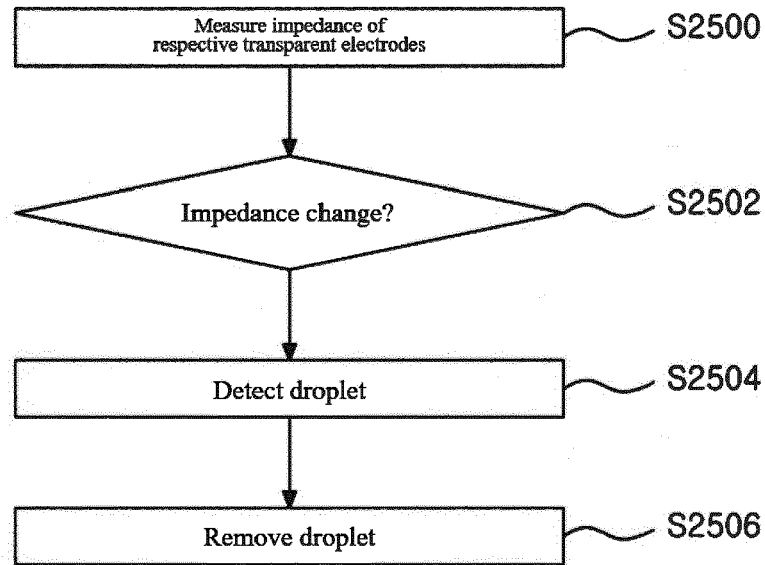 Measure impedance of
respective transparent electrodes
S2500
Impedance change?
S2502
Detect droplet
S2504
Remove droplet
S2506